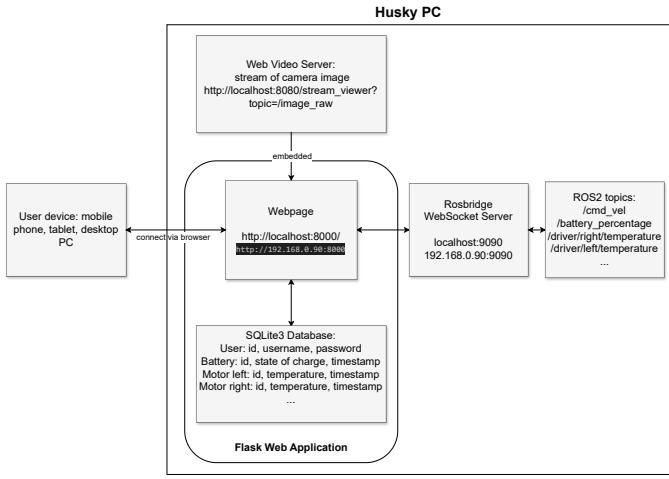 Husky PC
Web Video Server:
stream of camera image
http://localhost:8080/stream_viewer?
topic=/image_raw
embedded
User device: mobile
phone, tablet, desktop
PC
connect via browser
Webpage
http://localhost:8000/
http://192.168.0.90:8000
Rosbridge
WebSocket Server
localhost:9090
192.168.0.90:9090
ROS2 topics:
/cmd_vel
/battery_percentage
/driver/right/temperature
/driver/left/temperature
...
SQLite3 Database:
User: id, username, password
Battery: id, state of charge, timestamp
Motor left: id, temperature, timestamp
Motor right: id, temperature, timestamp
...
Flask Web Application